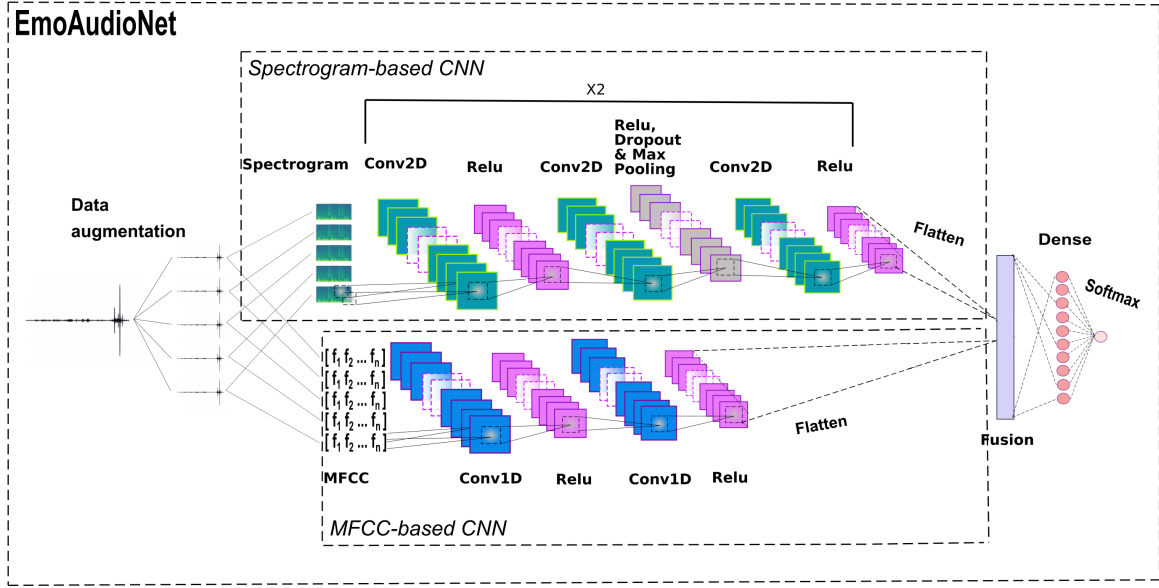 EmoAudioNet
Spectrogram-based CNN
X2
Spectrogram
Conv2D
Relu
Conv2D
Relu,
Dropout
& Max
Pooling
Conv2D
Relu
Data
augmentation
Flatten
Dense
Softmax
[ f1 f2 ... fn]
[ f1 f2 ... fn]
[ f1 f2 ... fn]
[ f1 f2 ... fn]
[ f1 f2 ... fn]
Flatten
Fusion
MFCC
Conv1D
Relu
Conv1D
Relu
MFCC-based CNN